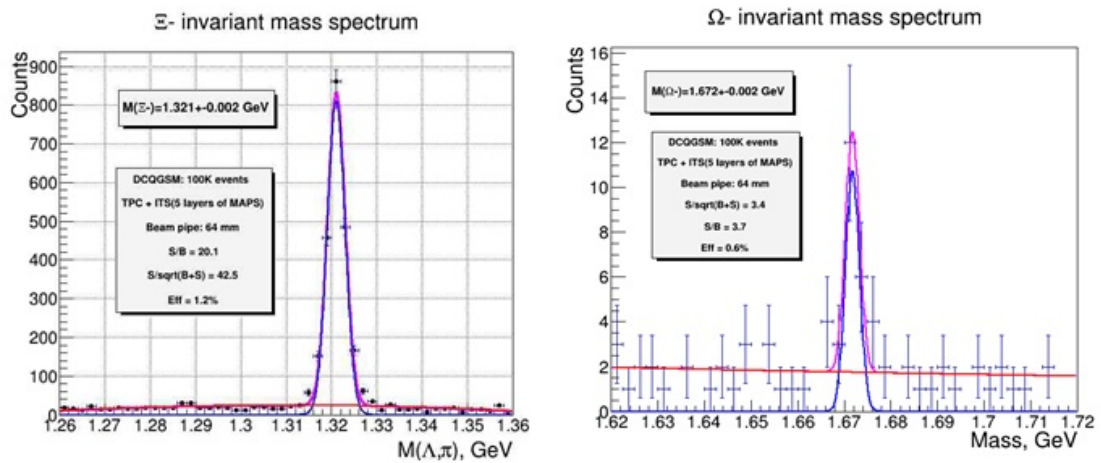 Ξ- invariant mass spectrum
Counts
900
800
700
600
500
400
300
200
100
0
M(Ξ-)=1.321+-0.002 GeV
DCQGSM: 100K events
TPC + ITS(5 layers of MAPS)
Beam pipe: 64 mm
S/B = 20.1
S/sqrt(B+S) = 42.5
Eff = 1.2%
1.26 1.27 1.28 1.29 1.3 1.31 1.32 1.33 1.34 1.35 1.36
M(Λ,π), GeV
Ω- invariant mass spectrum
Counts
16
14
12
10
8
6
4
2
0
M(Ω-)=1.672+-0.002 GeV
DCQGSM: 100K events
TPC + ITS(5 layers of MAPS)
Beam pipe: 64 mm
S/sqrt(B+S) = 3.4
S/B = 3.7
Eff = 0.6%
1.62 1.63 1.64 1.65 1.66 1.67 1.68 1.69 1.7 1.71 1.72
Mass, GeV